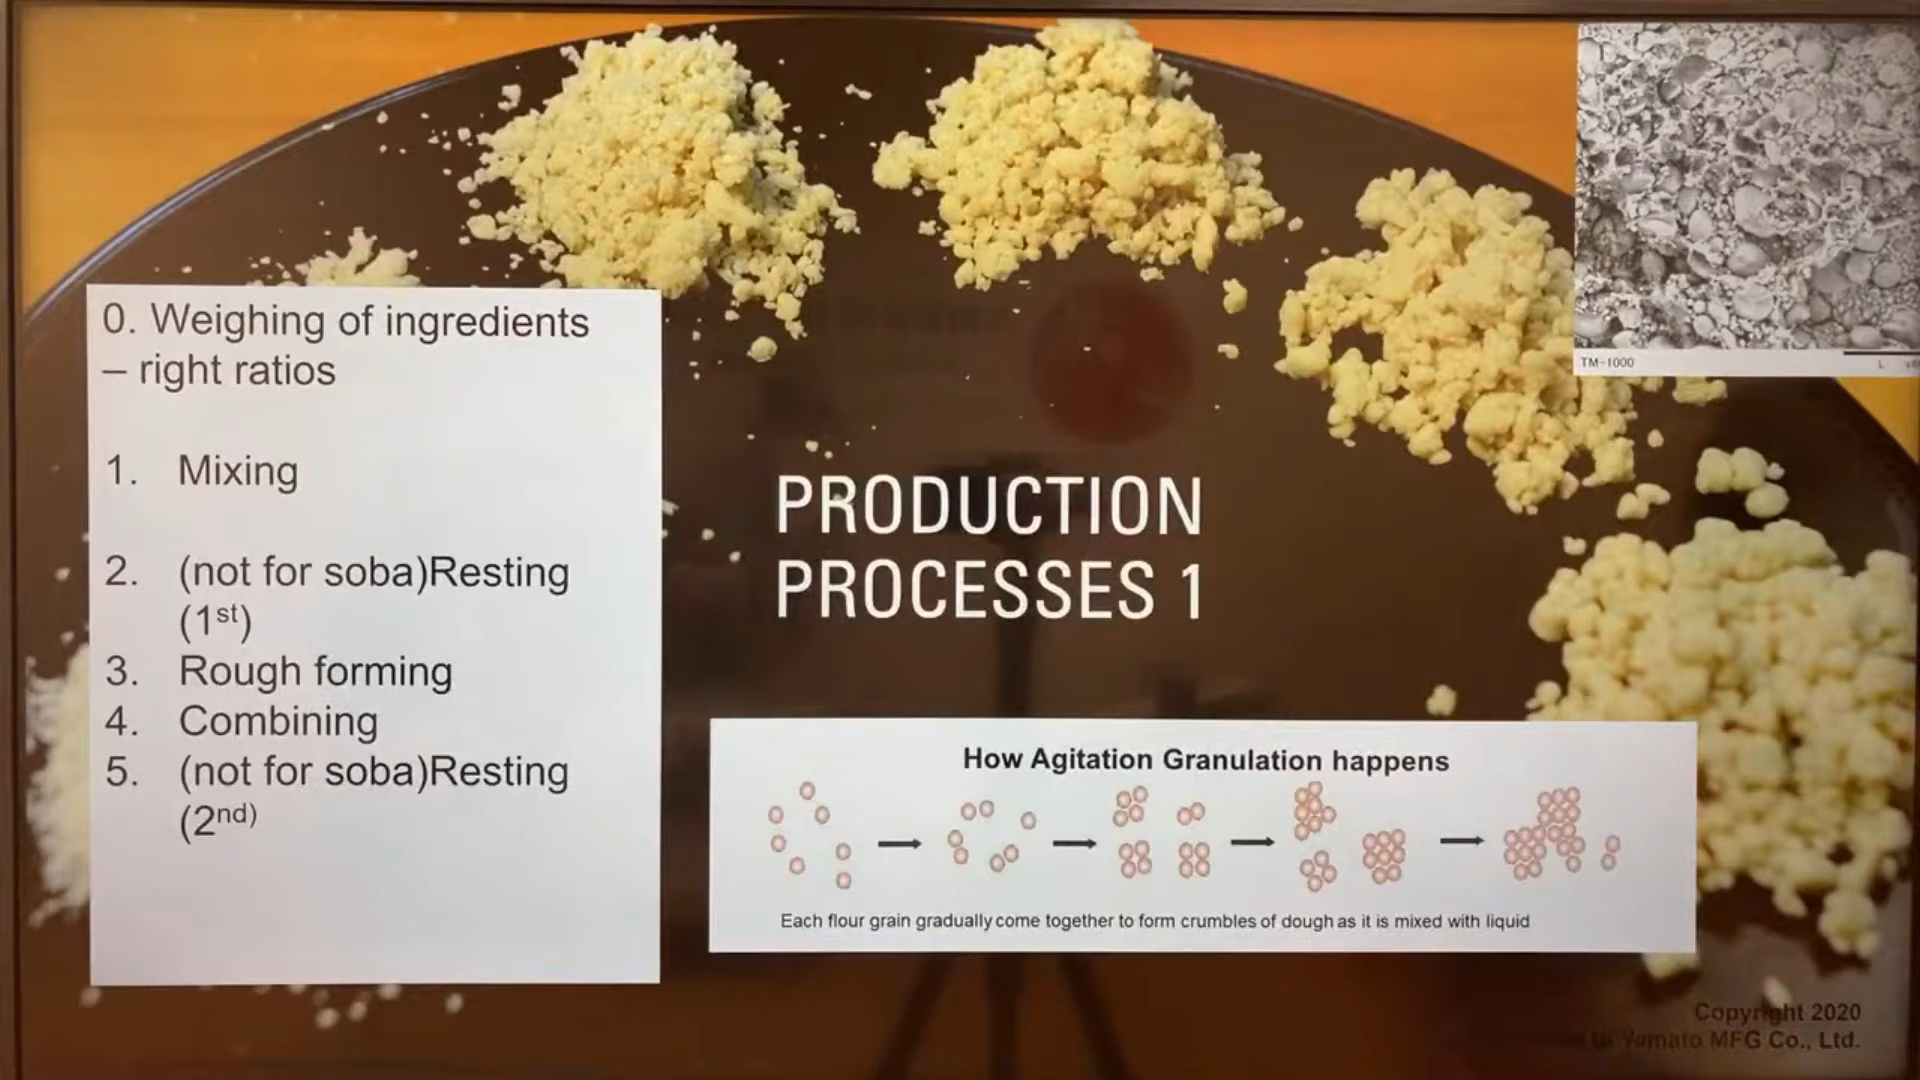 0. Weighing of ingredients
– right ratios
1. Mixing
2. (not for soba)Resting
(1st)
3. Rough forming
4. Combining
5. (not for soba)Resting
(2nd)
TM-1000
L
PRODUCTION
PROCESSES 1
How Agitation Granulation happens
Each flour grain gradually come together to form crumbles of dough as it is mixed with liquid
Copyright 2020
Yamato MFG Co., Ltd.